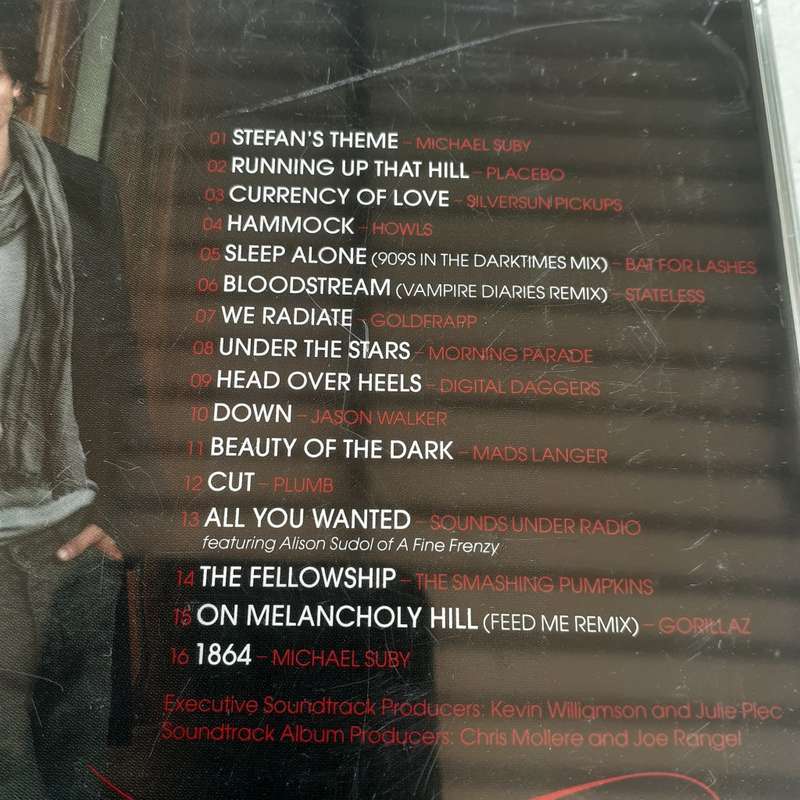 01 STEFAN'S THEME – MICHAEL SUBY
02 RUNNING UP THAT HILL – PLACEBO
03 CURRENCY OF LOVE – SILVERSUN PICKUPS
04 HAMMOCK – HOWLS
05 SLEEP ALONE (909S IN THE DARKTIMES MIX) – BAT FOR LASHES
06 BLOODSTREAM (VAMPIRE DIARIES REMIX) – STATELESS
07 WE RADIATE – GOLDFRAPP
08 UNDER THE STARS – MORNING PARADE
09 HEAD OVER HEELS – DIGITAL DAGGERS
10 DOWN – JASON WALKER
11 BEAUTY OF THE DARK – MADS LANGER
12 CUT – PLUMB
13 ALL YOU WANTED – SOUNDS UNDER RADIO
featuring Alison Sudol of A Fine Frenzy
14 THE FELLOWSHIP – THE SMASHING PUMPKINS
15 ON MELANCHOLY HILL (FEED ME REMIX) – GORILLAZ
16 1864 – MICHAEL SUBY
Executive Soundtrack Producers: Kevin Williamson and Julie Plec
Soundtrack Album Producers: Chris Mollere and Joe Rangel